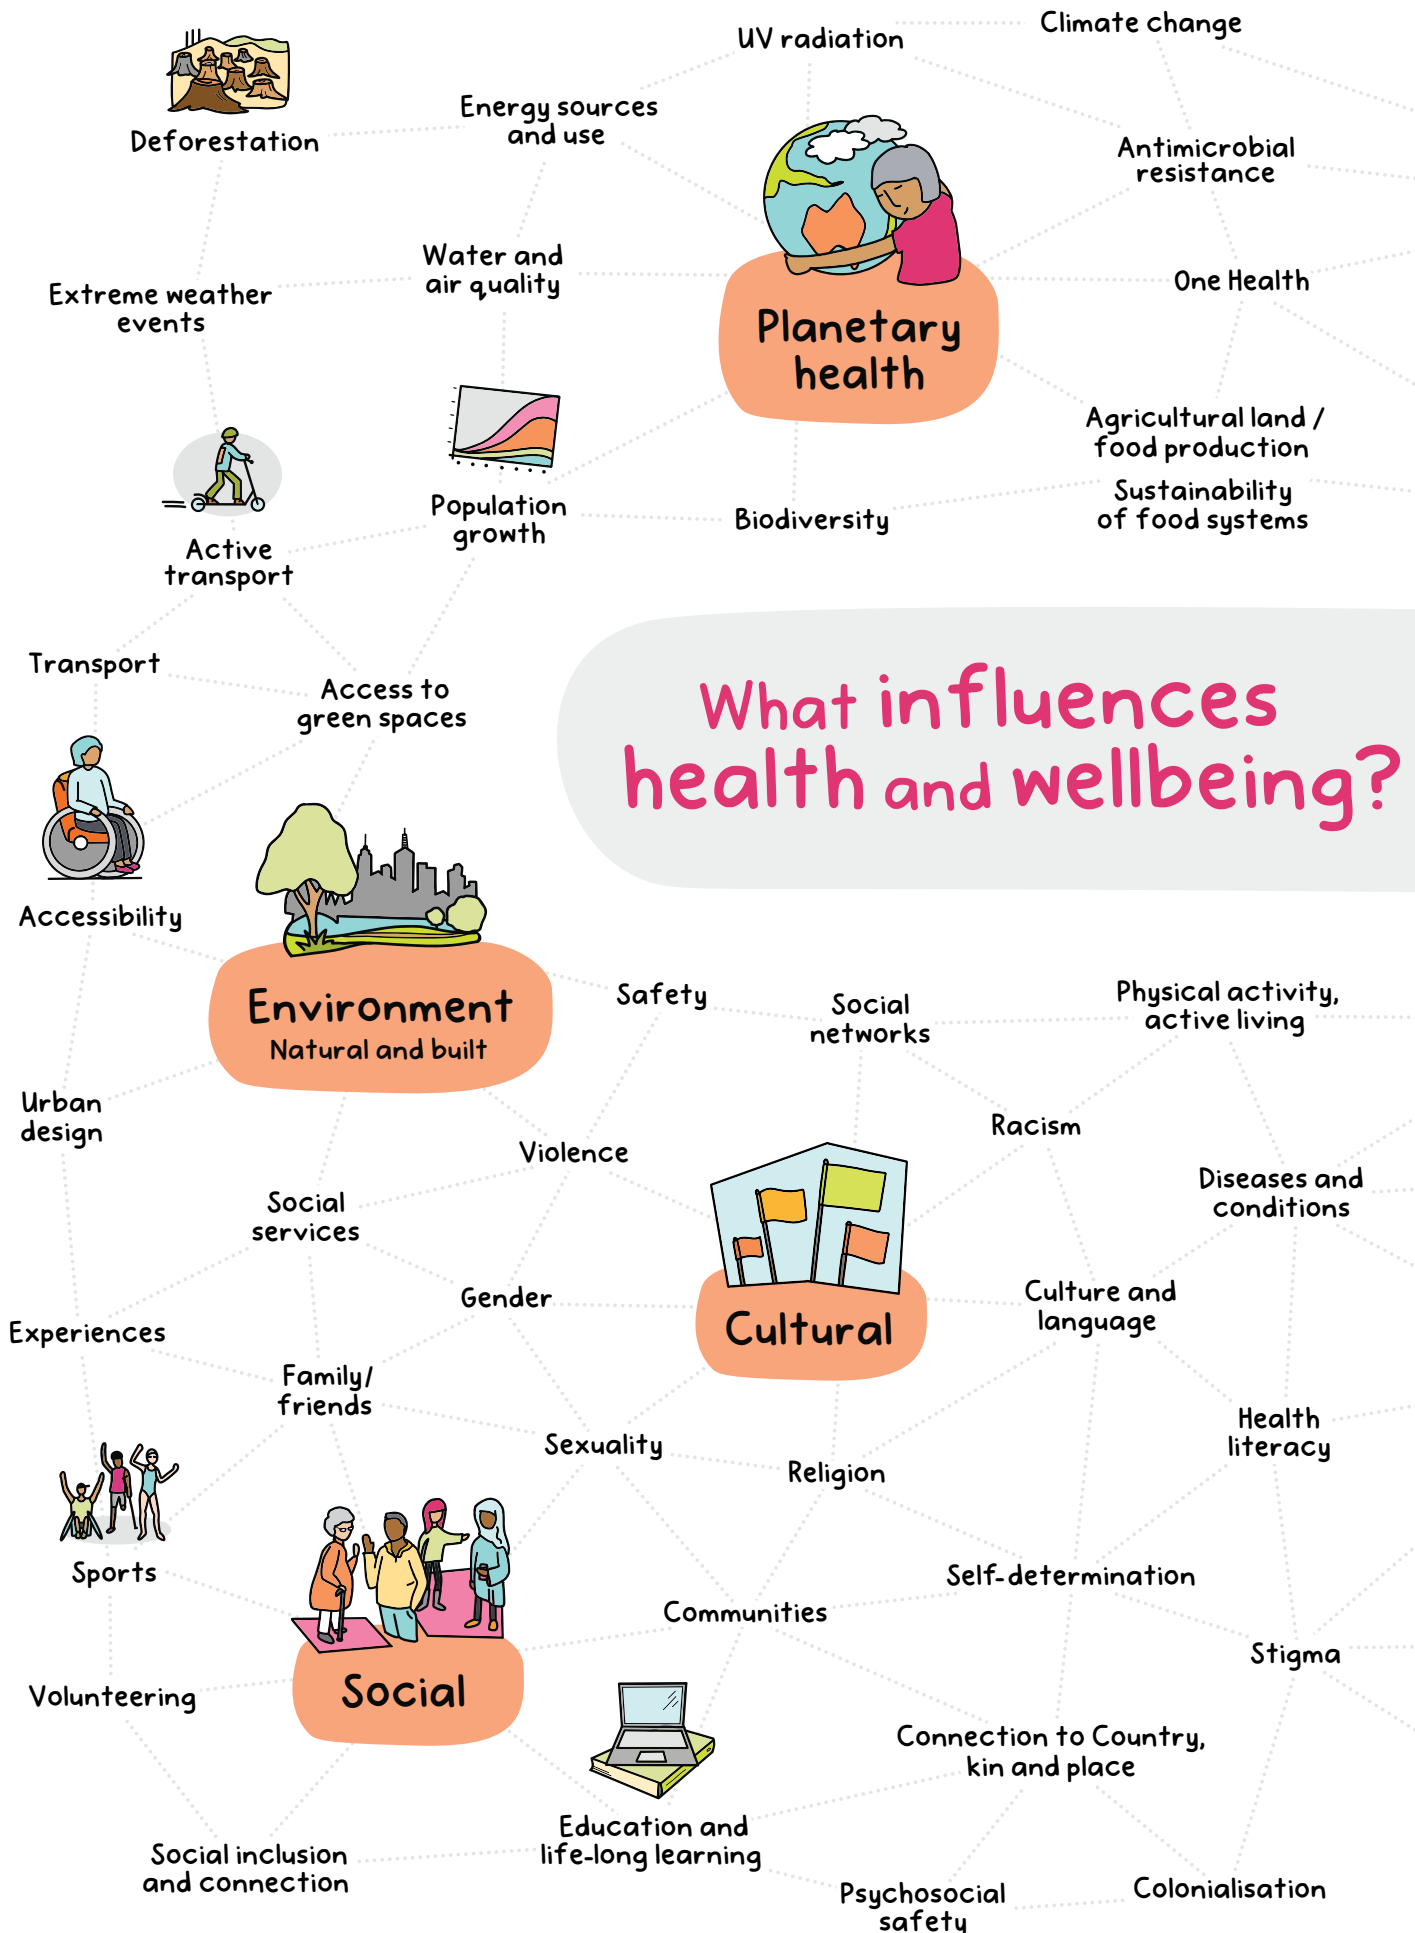 UV radiation
Climate change
Deforestation
Energy sources
and use
Antimicrobial
resistance
Extreme weather
events
Water and
air quality
One Health
Planetary
health
Agricultural land /
food production
Sustainability
of food systems
Population
growth
Biodiversity
Active
transport
Transport
Access to
green spaces
What influences
health and wellbeing?
Accessibility
Environment
Natural and built
Safety
Social
networks
Physical activity,
active living
Urban
design
Violence
Racism
Social
services
Diseases and
conditions
Gender
Cultural
Culture and
language
Experiences
Family/
friends
Sexuality
Religion
Health
literacy
Sports
Self-determination
Communities
Stigma
Volunteering
Social
Connection to Country,
kin and place
Social inclusion
and connection
Education and
life-long learning
Psychosocial
safety
Colonialisation